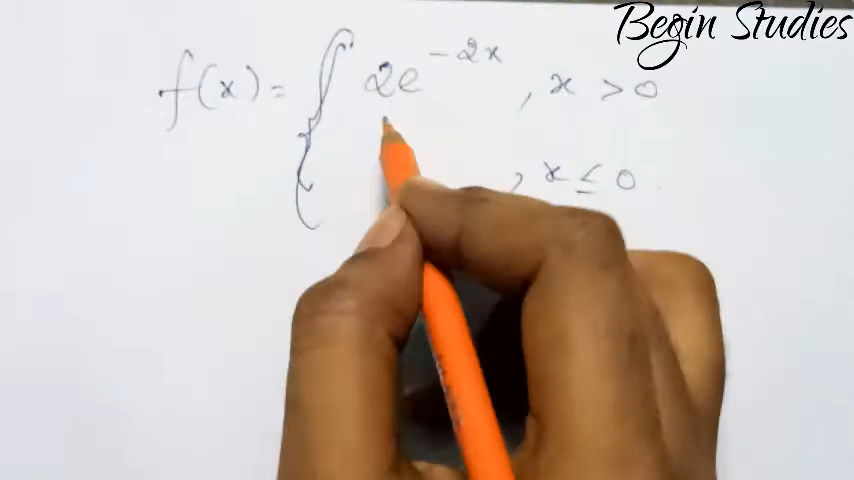 Begin Studies
f(x) = { 2e^{-2x} , x > 0
, x ≤ 0